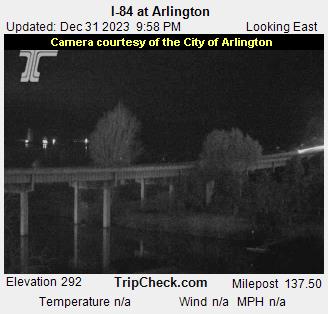 I-84 at Arlington
Updated: Dec 31 2023 9:58 PM Looking East
Camera courtesy of the City of Arlington
Elevation 292 TripCheck.com Milepost 137.50
Temperature n/a Wind n/a MPH n/a